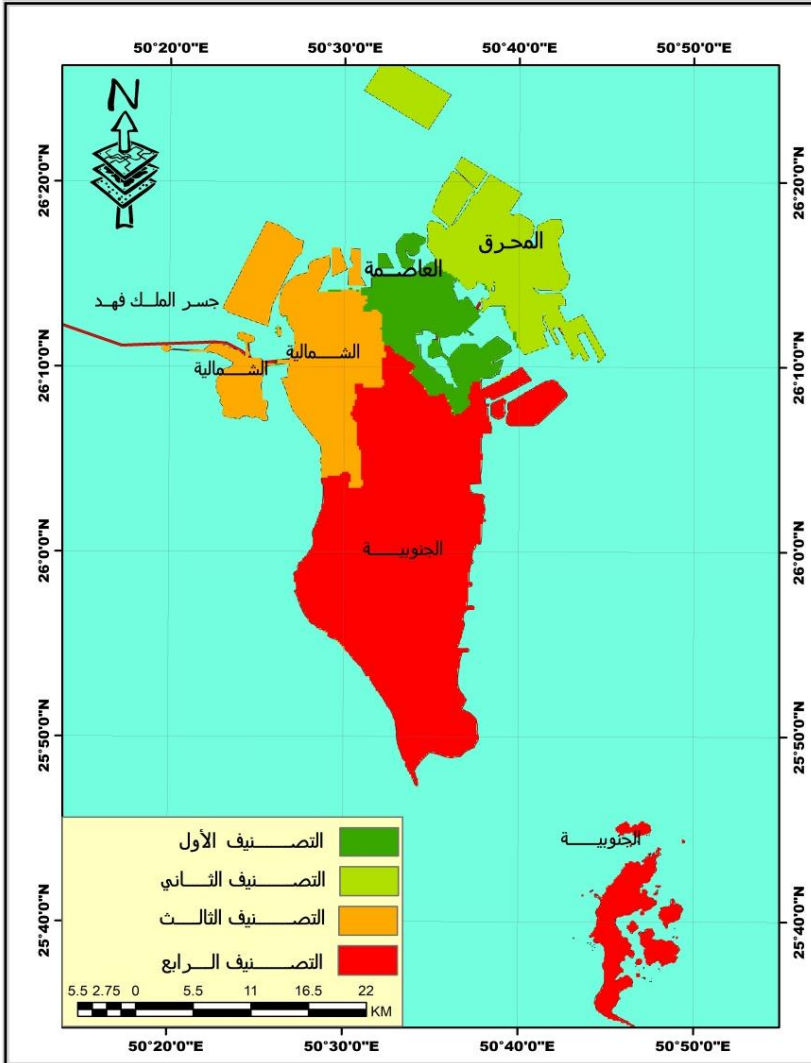 50°20'0"E 50°30'0"E 50°40'0"E 50°50'0"E
N
26°20'0"N 26°20'0"N
المحرق
العاصمة
جسر الملك فهد
الشمالية
الشمالية
26°10'0"N 26°10'0"N
26°0'0"N 26°0'0"N
الجنوبية
25°50'0"N 25°50'0"N
الجنوبية
25°40'0"N 25°40'0"N
التصنيف الأول
التصنيف الثاني
التصنيف الثالث
التصنيف الرابع
5.5 2.75 0 5.5 11 16.5 22
KM
50°20'0"E 50°30'0"E 50°40'0"E 50°50'0"E